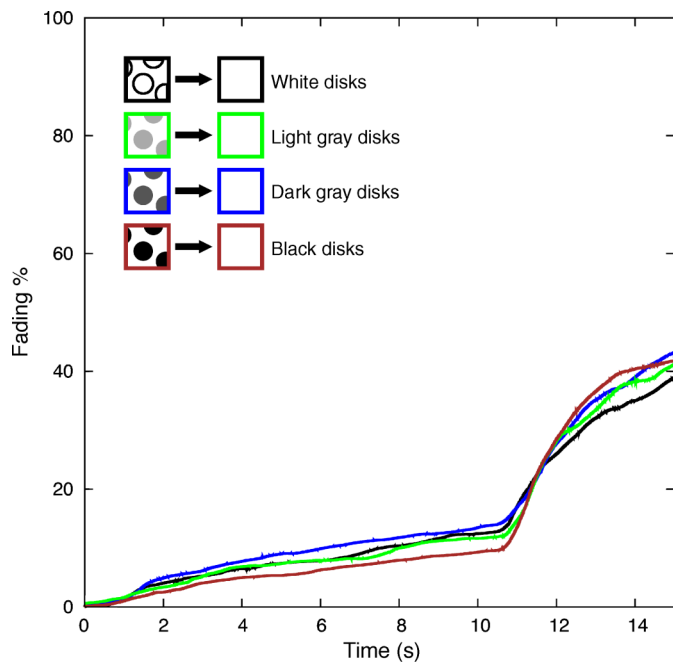 100
80
60
40
20
0
Fading %
White disks
Light gray disks
Dark gray disks
Black disks
0 2 4 6 8 10 12 14
Time (s)